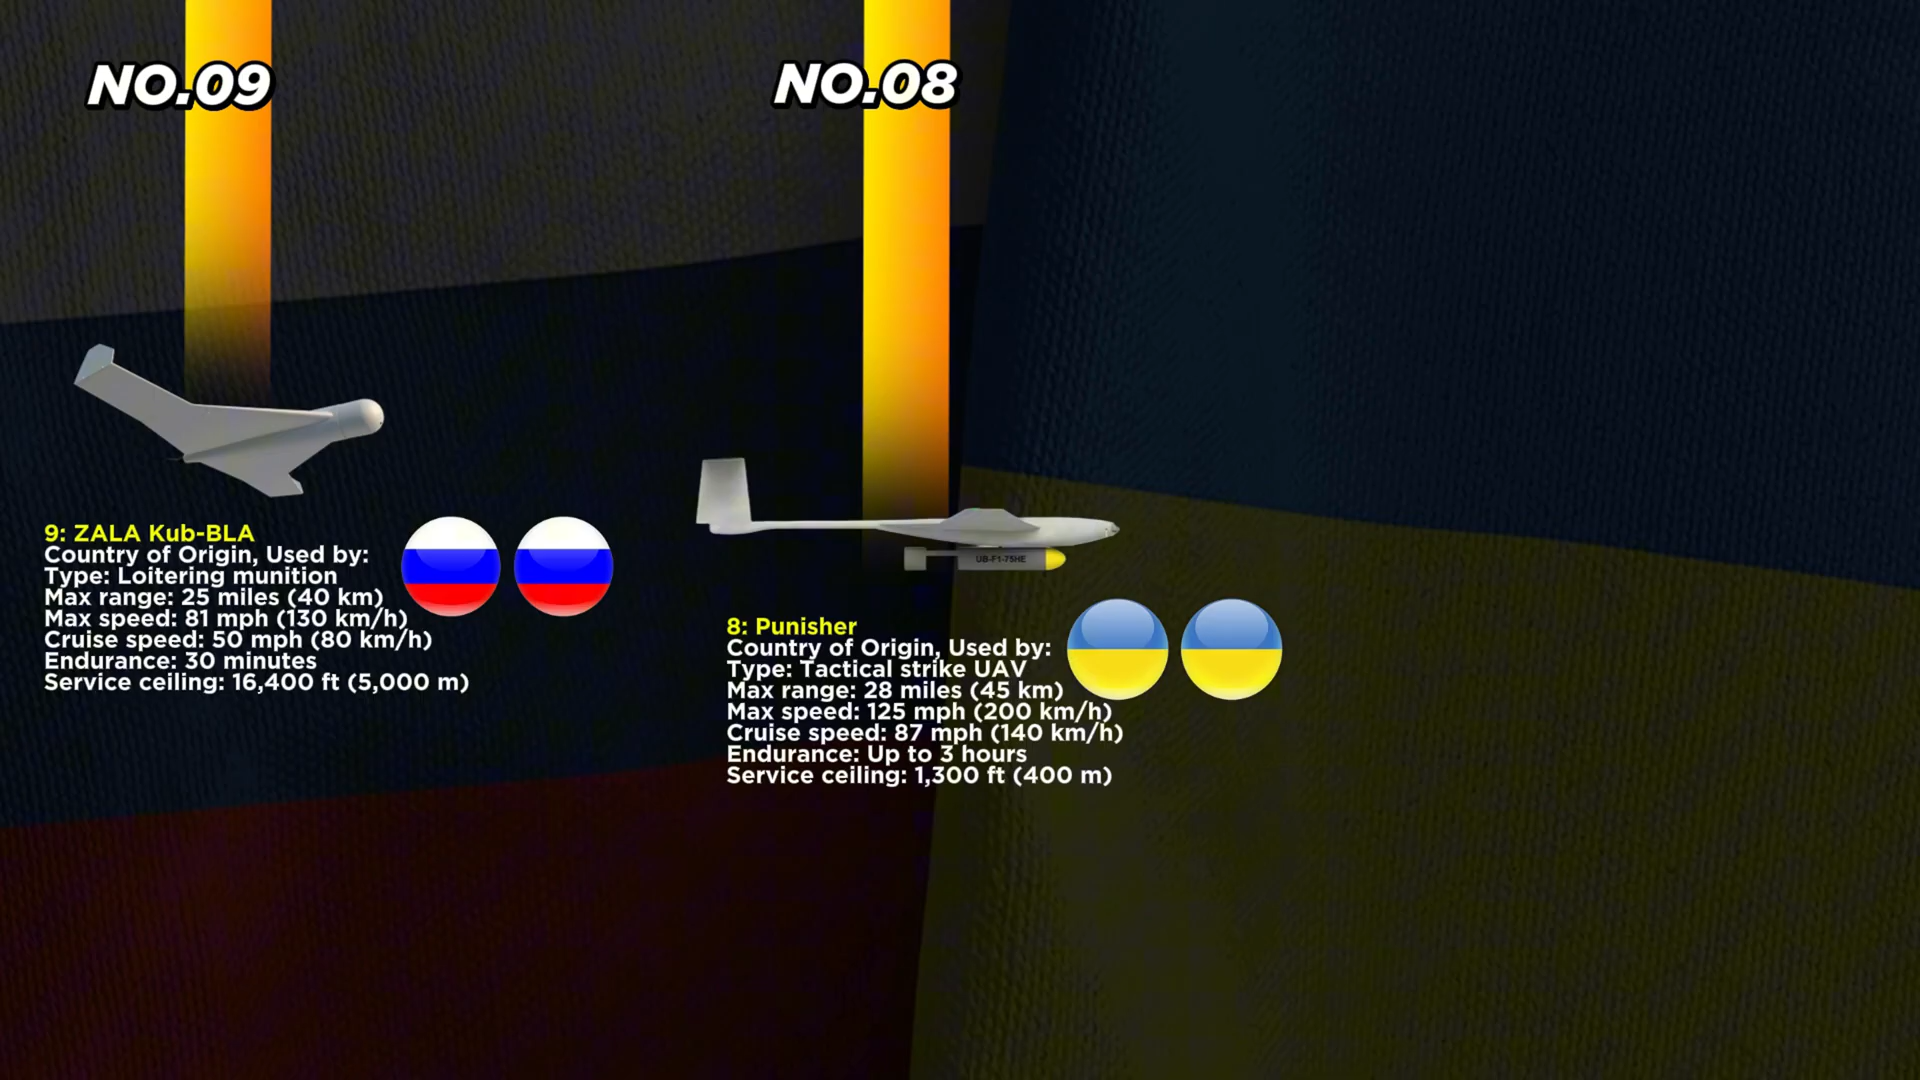 NO.09
9: ZALA Kub-BLA
Country of Origin, Used by:
Type: Loitering munition
Max range: 25 miles (40 km)
Max speed: 81 mph (130 km/h)
Cruise speed: 50 mph (80 km/h)
Endurance: 30 minutes
Service ceiling: 16,400 ft (5,000 m)
NO.08
UB-F1-75HE
8: Punisher
Country of Origin, Used by:
Type: Tactical strike UAV
Max range: 28 miles (45 km)
Max speed: 125 mph (200 km/h)
Cruise speed: 87 mph (140 km/h)
Endurance: Up to 3 hours
Service ceiling: 1,300 ft (400 m)